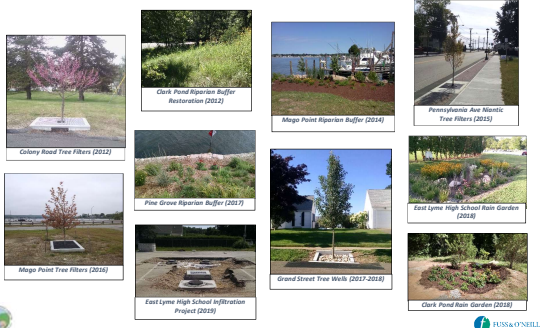 Colony Road Tree Filters (2012)
Clark Pond Riparian Buffer
Restoration (2012)
Mago Point Riparian Buffer (2014)
Pennsylvania Ave Niantic
Tree Filters (2015)
Mago Point Tree Filters (2016)
Pine Grove Riparian Buffer (2017)
East Lyme High School Infiltration
Project (2019)
Grand Street Tree Wells (2017-2018)
East Lyme High School Rain Garden
(2018)
Clark Pond Rain Garden (2018)
FUSS & O'NEILL